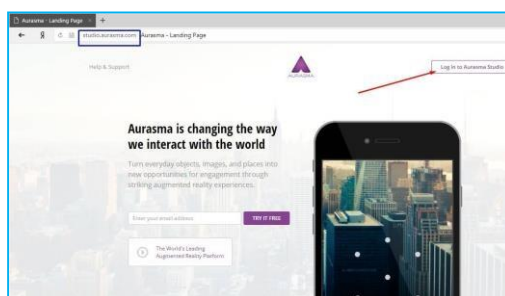 Aurasma - Landing Page
studio.aurasma.com Aurasma - Landing Page
Help & Support
AURASMA
Log in to Aurasma Studio
Aurasma is changing the way
we interact with the world
Turn everyday objects, images, and places into
new opportunities for engagement through
striking augmented reality experiences.
Enter your email address
TRY IT FREE
The World's Leading
Augmented Reality Platform